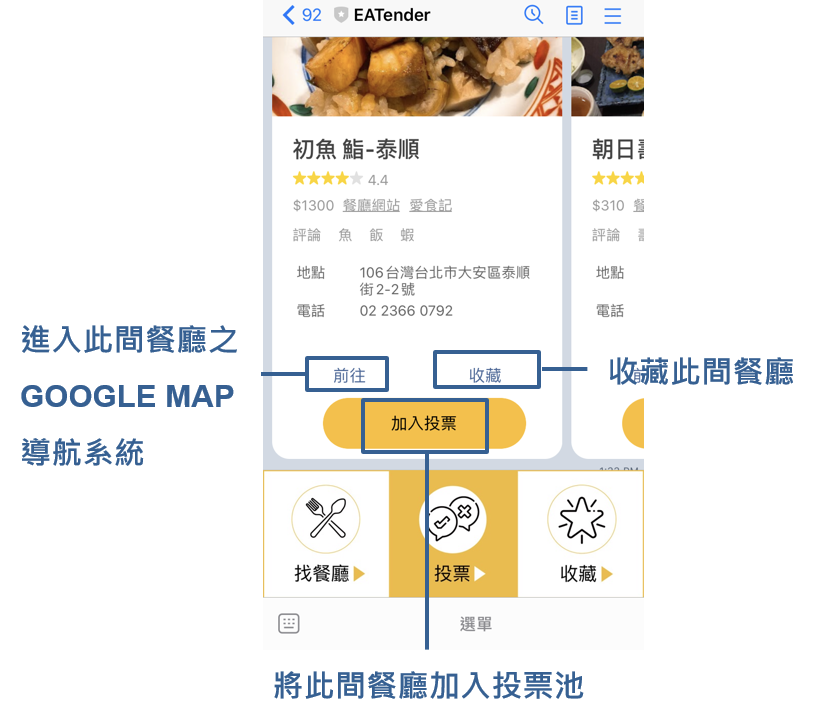 92 EATender
初魚 鮨-泰順
4.4
$1300 餐廳網站 愛食記
評論 魚 飯 蝦
地點 106台灣台北市大安區泰順
街2-2號
電話 02 2366 0792
前往 收藏
加入投票
朝日
$310
評論
地點
電話
進入此間餐廳之
GOOGLE MAP
導航系統
收藏此間餐廳
找餐廳
投票
收藏
選單
將此間餐廳加入投票池